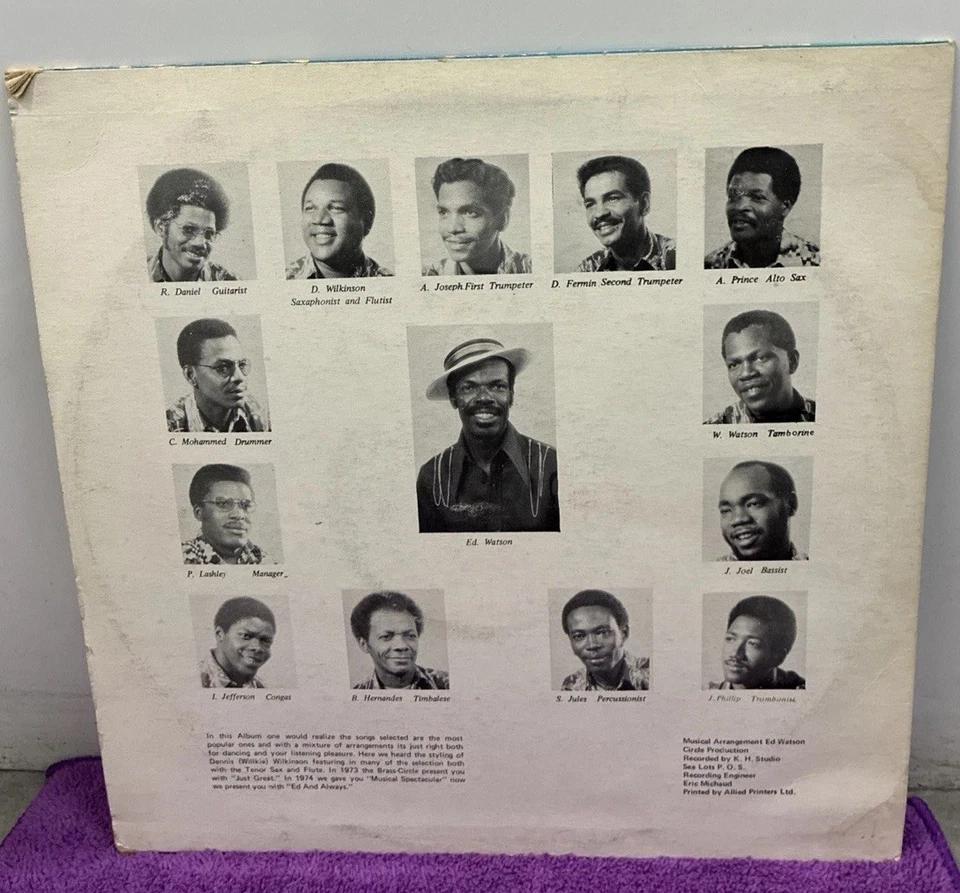 R. Daniel Guitarist
D. Wilkinson
Saxaphonist and Flutist
A. Joseph First Trumpeter
D. Fermin Second Trumpeter
A. Prince Alto Sax
C. Mohammed Drummer
Ed. Watson
W. Watson Tamborine
P. Lashley Manager
J. Joel Bassist
I. Jefferson Congas
B. Hernandes Timbalese
S. Jules Percussionist
J. Phillip Trombonist
In this Album one would realize the songs selected are the most
popular ones and with a mixture of arrangements its just right both
for dancing and your listening pleasure. Here we heard the styling of
Dennis (Willkie) Wilkinson featuring in many of the selection both
with the Tenor Sax and Flute. In 1973 the Brass-Circle present you
with "Just Great." In 1974 we gave you "Musical Spectacular" now
we present you with "Ed And Always."
Musical Arrangement Ed Watson
Circle Production
Recorded by K. H. Studio
Sea Lots P. O. S.
Recording Engineer
Eric Michaud
Printed by Allied Printers Ltd.